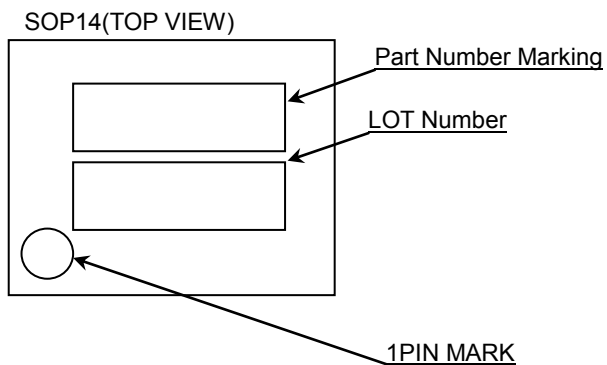 SOP14(TOP VIEW)
Part Number Marking
LOT Number
1PIN MARK